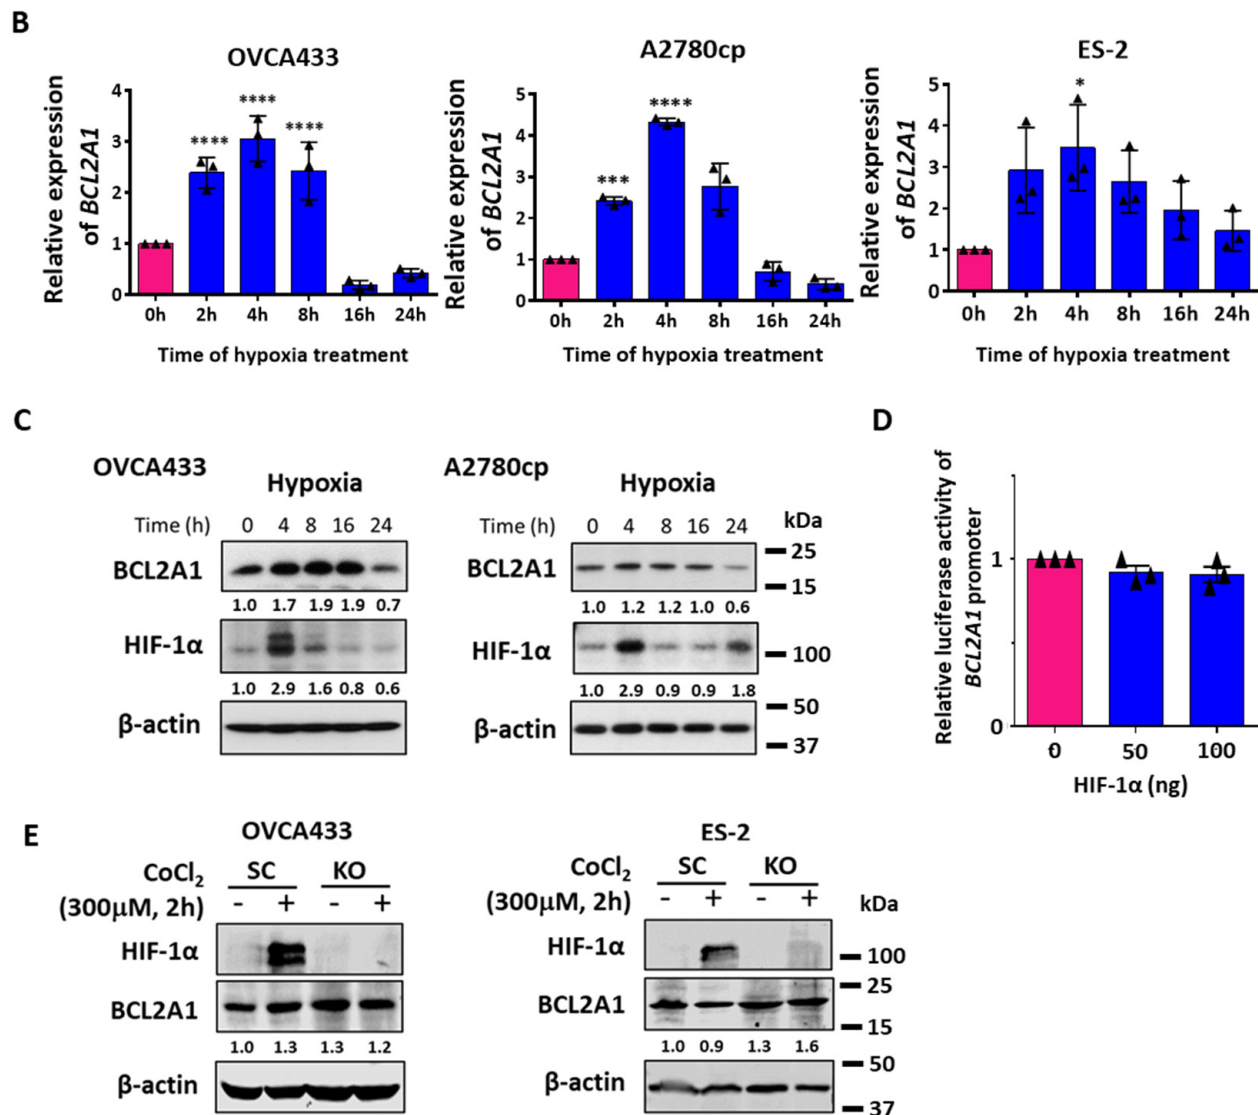 B
OVCA433
A2780cp
ES-2
Relative expression
of BCL2A1
4
3
2
1
0
****
****
****
0h 2h 4h 8h 16h 24h
Time of hypoxia treatment
Relative expression
of BCL2A1
5
4
3
2
1
0
***
****
0h 2h 4h 8h 16h 24h
Time of hypoxia treatment
Relative expression
of BCL2A1
5
4
3
2
1
0
*
0h 2h 4h 8h 16h 24h
Time of hypoxia treatment
C
OVCA433
Hypoxia
Time (h) 0 4 8 16 24
BCL2A1
1.0 1.7 1.9 1.9 0.7
HIF-1α
1.0 2.9 1.6 0.8 0.6
β-actin
A2780cp
Hypoxia
Time (h) 0 4 8 16 24 kDa
BCL2A1
25
15
1.0 1.2 1.2 1.0 0.6
HIF-1α
100
1.0 2.9 0.9 0.9 1.8
β-actin
50
37
D
Relative luciferase activity of
BCL2A1 promoter
1
0
0 50 100
HIF-1α (ng)
E
OVCA433
CoCl₂ SC KO
(300μM, 2h) - + - +
HIF-1α
BCL2A1
1.0 1.3 1.3 1.2
β-actin
ES-2
CoCl₂ SC KO
(300μM, 2h) - + - + kDa
HIF-1α
100
25
BCL2A1
15
1.0 0.9 1.3 1.6
50
β-actin
37